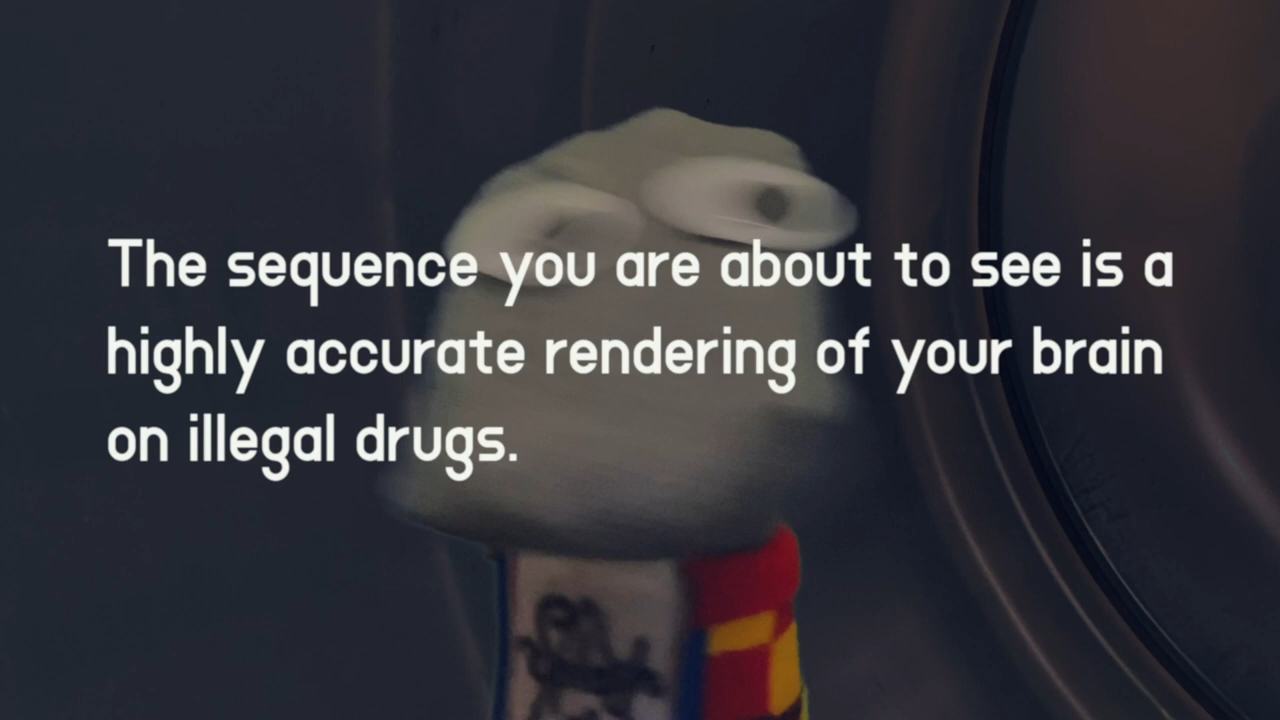 The sequence you are about to see is a
highly accurate rendering of your brain
on illegal drugs.